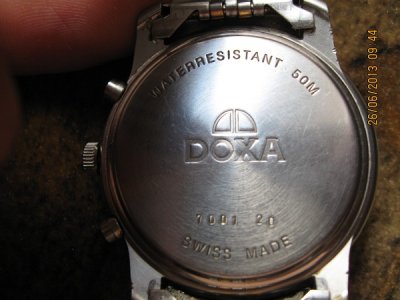 WATERRESISTANT 50M
DOXA
SWISS MADE
26/06/2013 09:44